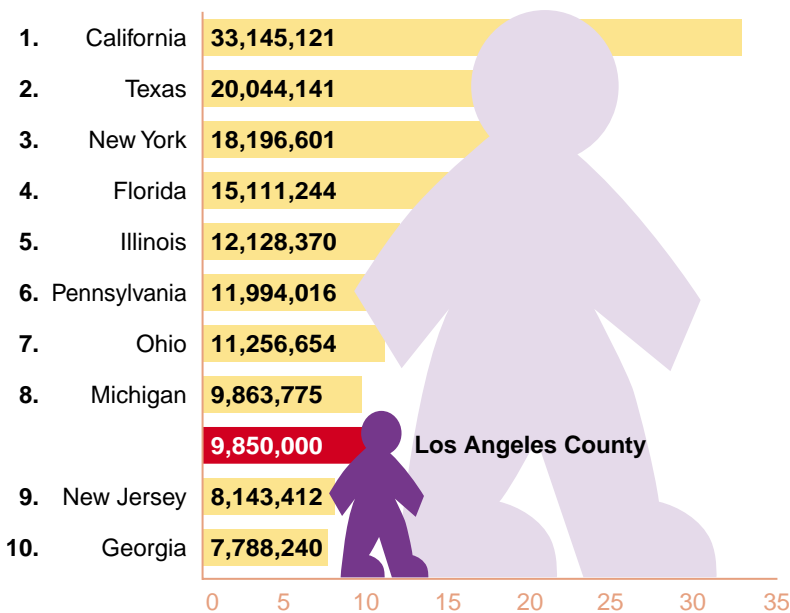 1. California 33,145,121
2. Texas 20,044,141
3. New York 18,196,601
4. Florida 15,111,244
5. Illinois 12,128,370
6. Pennsylvania 11,994,016
7. Ohio 11,256,654
8. Michigan 9,863,775
9,850,000 Los Angeles County
9. New Jersey 8,143,412
10. Georgia 7,788,240
0 5 10 15 20 25 30 35